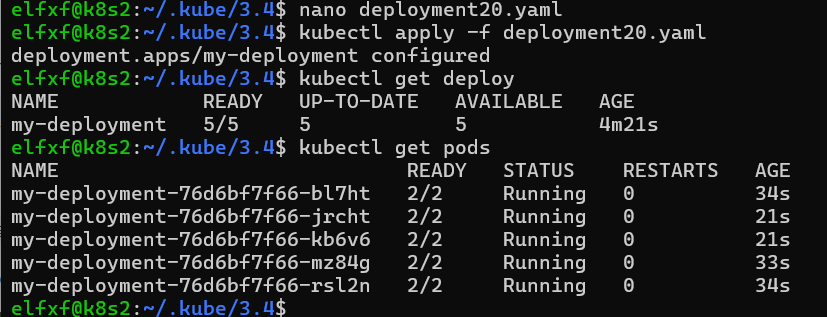 elfxf@k8s2:~/.kube/3.4$ nano deployment20.yaml
elfxf@k8s2:~/.kube/3.4$ kubectl apply -f deployment20.yaml
deployment.apps/my-deployment configured
elfxf@k8s2:~/.kube/3.4$ kubectl get deploy
NAME            READY   UP-TO-DATE   AVAILABLE   AGE
my-deployment   5/5     5            5           4m21s
elfxf@k8s2:~/.kube/3.4$ kubectl get pods
NAME                             READY   STATUS    RESTARTS   AGE
my-deployment-76d6bf7f66-bl7ht   2/2     Running   0          34s
my-deployment-76d6bf7f66-jrcht   2/2     Running   0          21s
my-deployment-76d6bf7f66-kb6v6   2/2     Running   0          21s
my-deployment-76d6bf7f66-mz84g   2/2     Running   0          33s
my-deployment-76d6bf7f66-rsl2n   2/2     Running   0          34s
elfxf@k8s2:~/.kube/3.4$